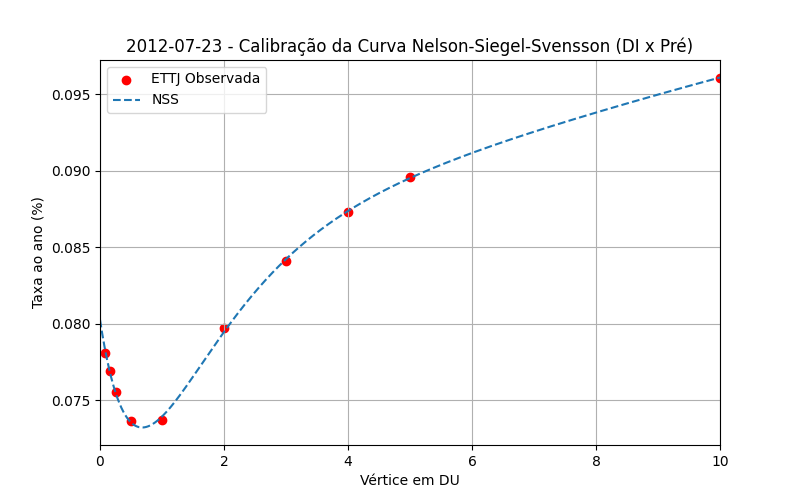 2012-07-23 - Calibração da Curva Nelson-Siegel-Svensson (DI x Pré)
ETTJ Observada
NSS
Taxa ao ano (%)
0.095
0.090
0.085
0.080
0.075
0 2 4 6 8 10
Vértice em DU